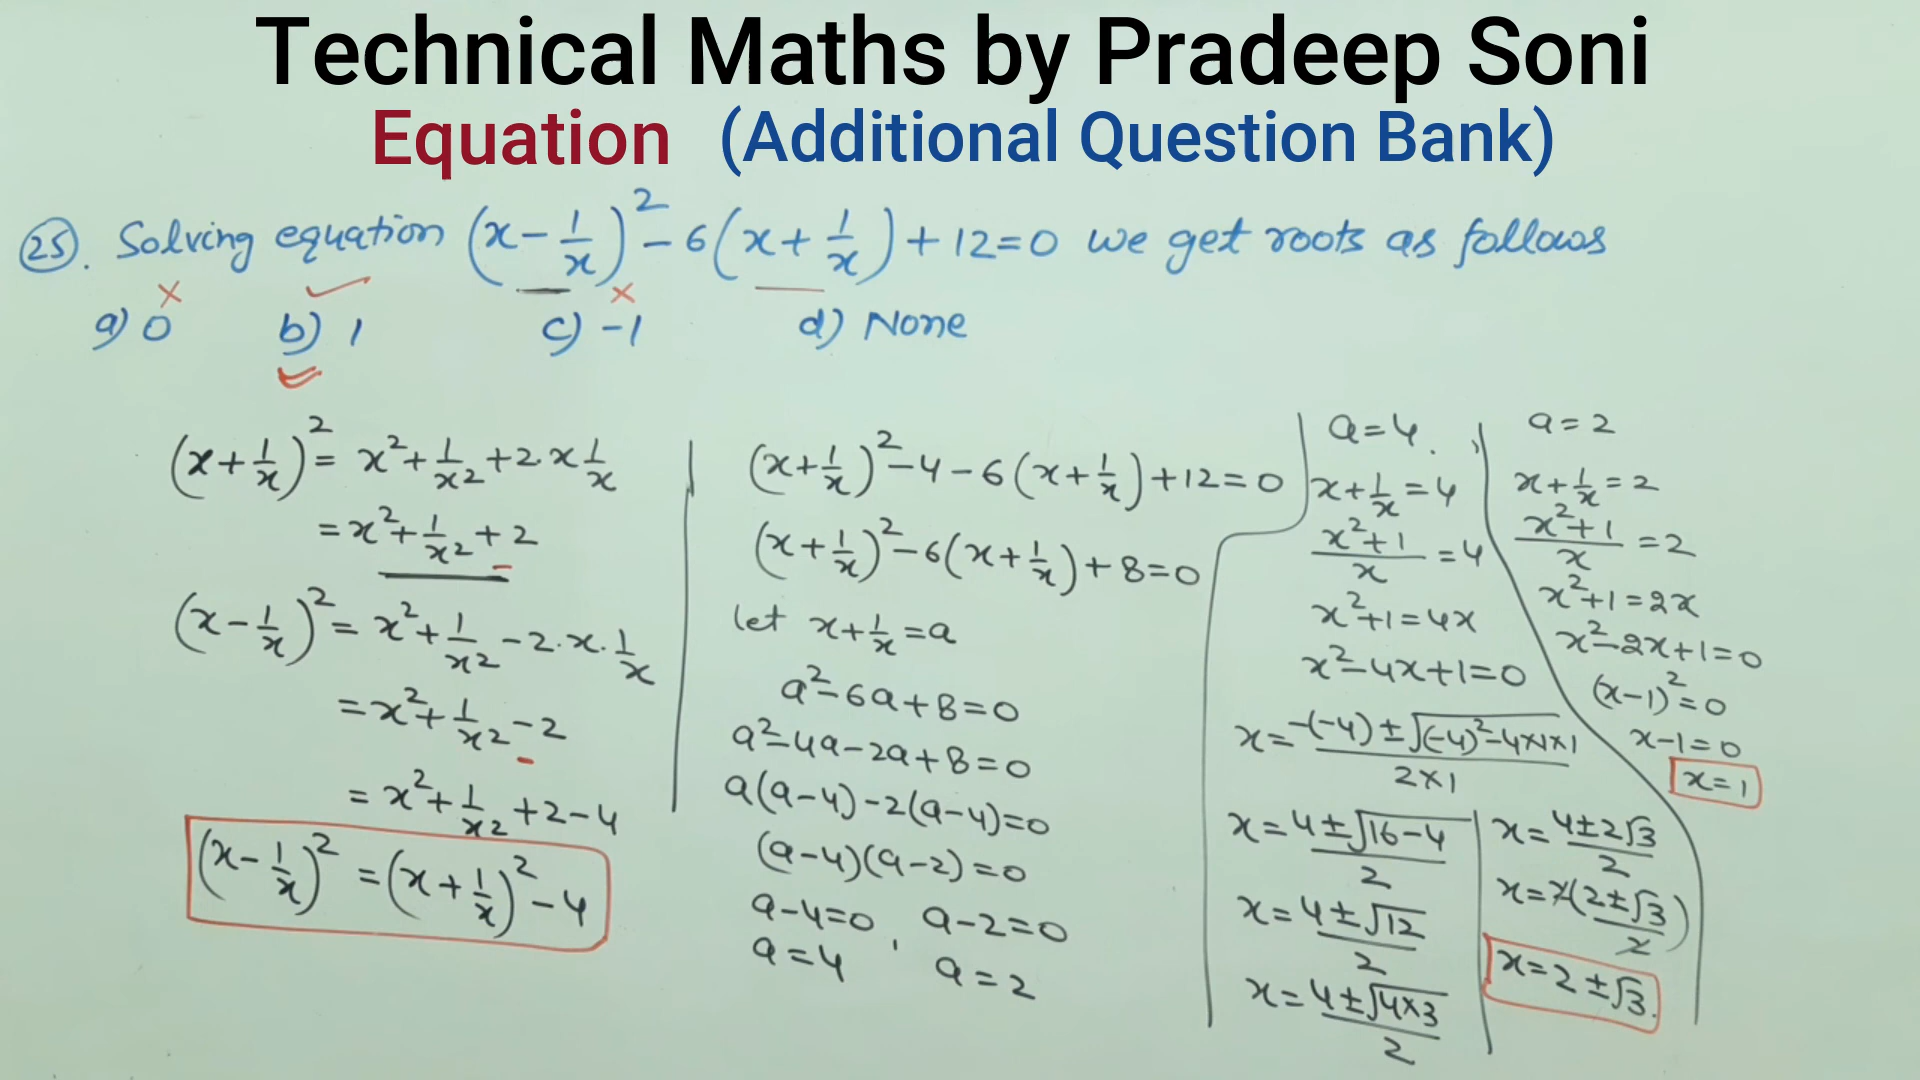 Technical Maths by Pradeep Soni
Equation (Additional Question Bank)
(25). Solving equation (x - 1/x)² - 6(x + 1/x) + 12 = 0 we get roots as follows
a) 0 b) 1 c) -1 d) None
(x + 1/x)² = x² + 1/x² + 2·x 1/x
= x² + 1/x² + 2
(x - 1/x)² = x² + 1/x² - 2·x·1/x
= x² + 1/x² - 2
= x² + 1/x² + 2 - 4
(x - 1/x)² = (x + 1/x)² - 4
(x + 1/x)² - 4 - 6(x + 1/x) + 12 = 0
(x + 1/x)² - 6(x + 1/x) + 8 = 0
let x + 1/x = a
a² - 6a + 8 = 0
a² - 4a - 2a + 8 = 0
a(a - 4) - 2(a - 4) = 0
(a - 4)(a - 2) = 0
a - 4 = 0 , a - 2 = 0
a = 4 a = 2
a = 4 ,
x + 1/x = 4
(x² + 1)/x = 4
x² + 1 = 4x
x² - 4x + 1 = 0
x = (-(-4) ± √((-4)² - 4×1×1))/(2×1)
x = (4 ± √(16 - 4))/2
x = (4 ± √12)/2
x = (4 ± √(4×3))/2
x = (4 ± 2√3)/2
x = 2(2 ± √3)/2
x = 2 ± √3.
a = 2
x + 1/x = 2
(x² + 1)/x = 2
x² + 1 = 2x
x² - 2x + 1 = 0
(x - 1)² = 0
x - 1 = 0
x = 1